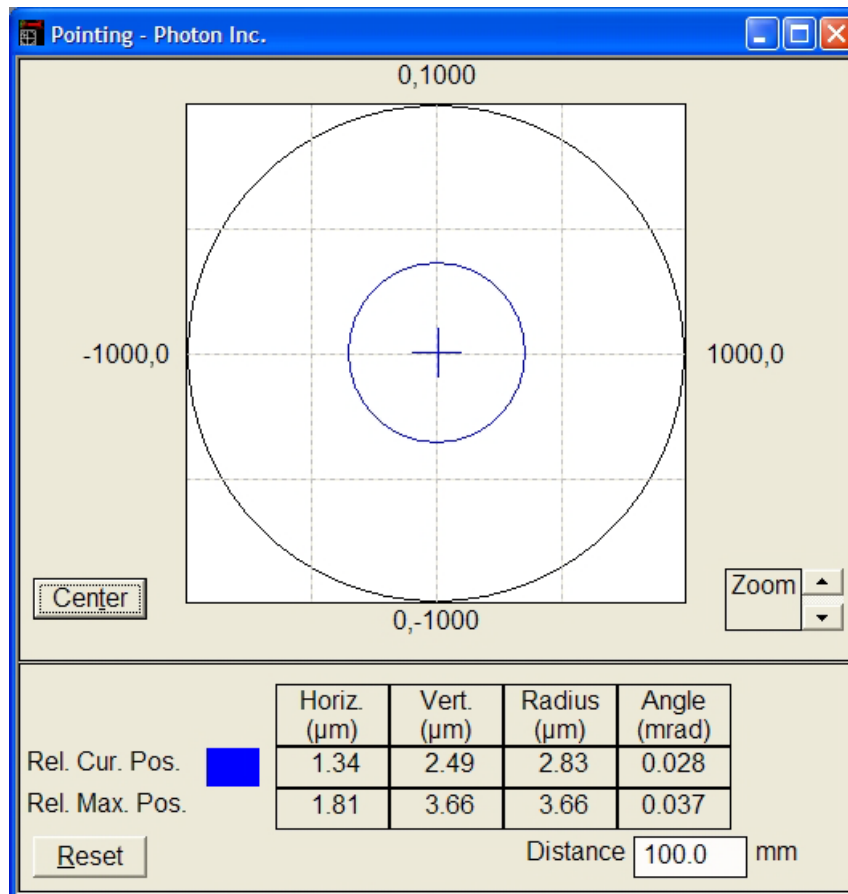 Pointing - Photon Inc.
0,1000
-1000,0
1000,0
Center
Zoom
0,-1000
Horiz. (µm) Vert. (µm) Radius (µm) Angle (mrad)
Rel. Cur. Pos. 1.34 2.49 2.83 0.028
Rel. Max. Pos. 1.81 3.66 3.66 0.037
Reset
Distance 100.0 mm